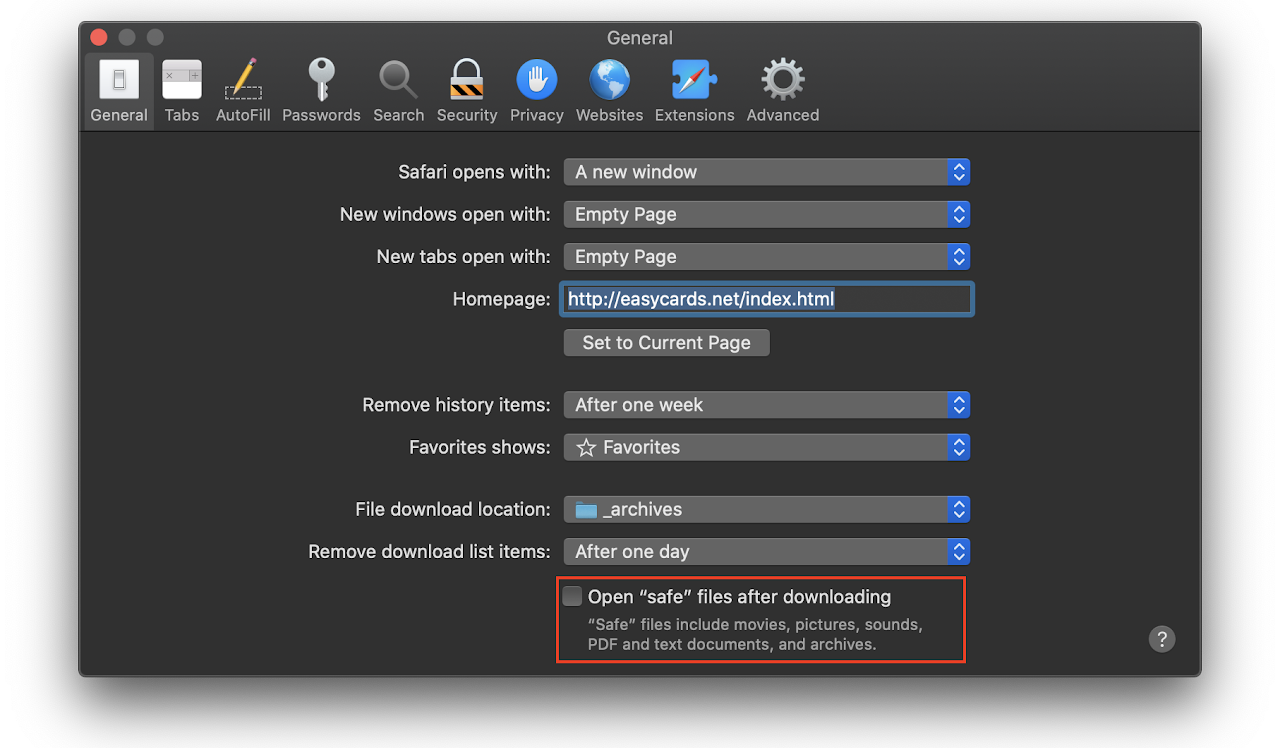 General
General Tabs AutoFill Passwords Search Security Privacy Websites Extensions Advanced
Safari opens with: A new window
New windows open with: Empty Page
New tabs open with: Empty Page
Homepage: http://easycards.net/index.html
Set to Current Page
Remove history items: After one week
Favorites shows: Favorites
File download location: _archives
Remove download list items: After one day
Open “safe” files after downloading
“Safe” files include movies, pictures, sounds,
PDF and text documents, and archives.
?